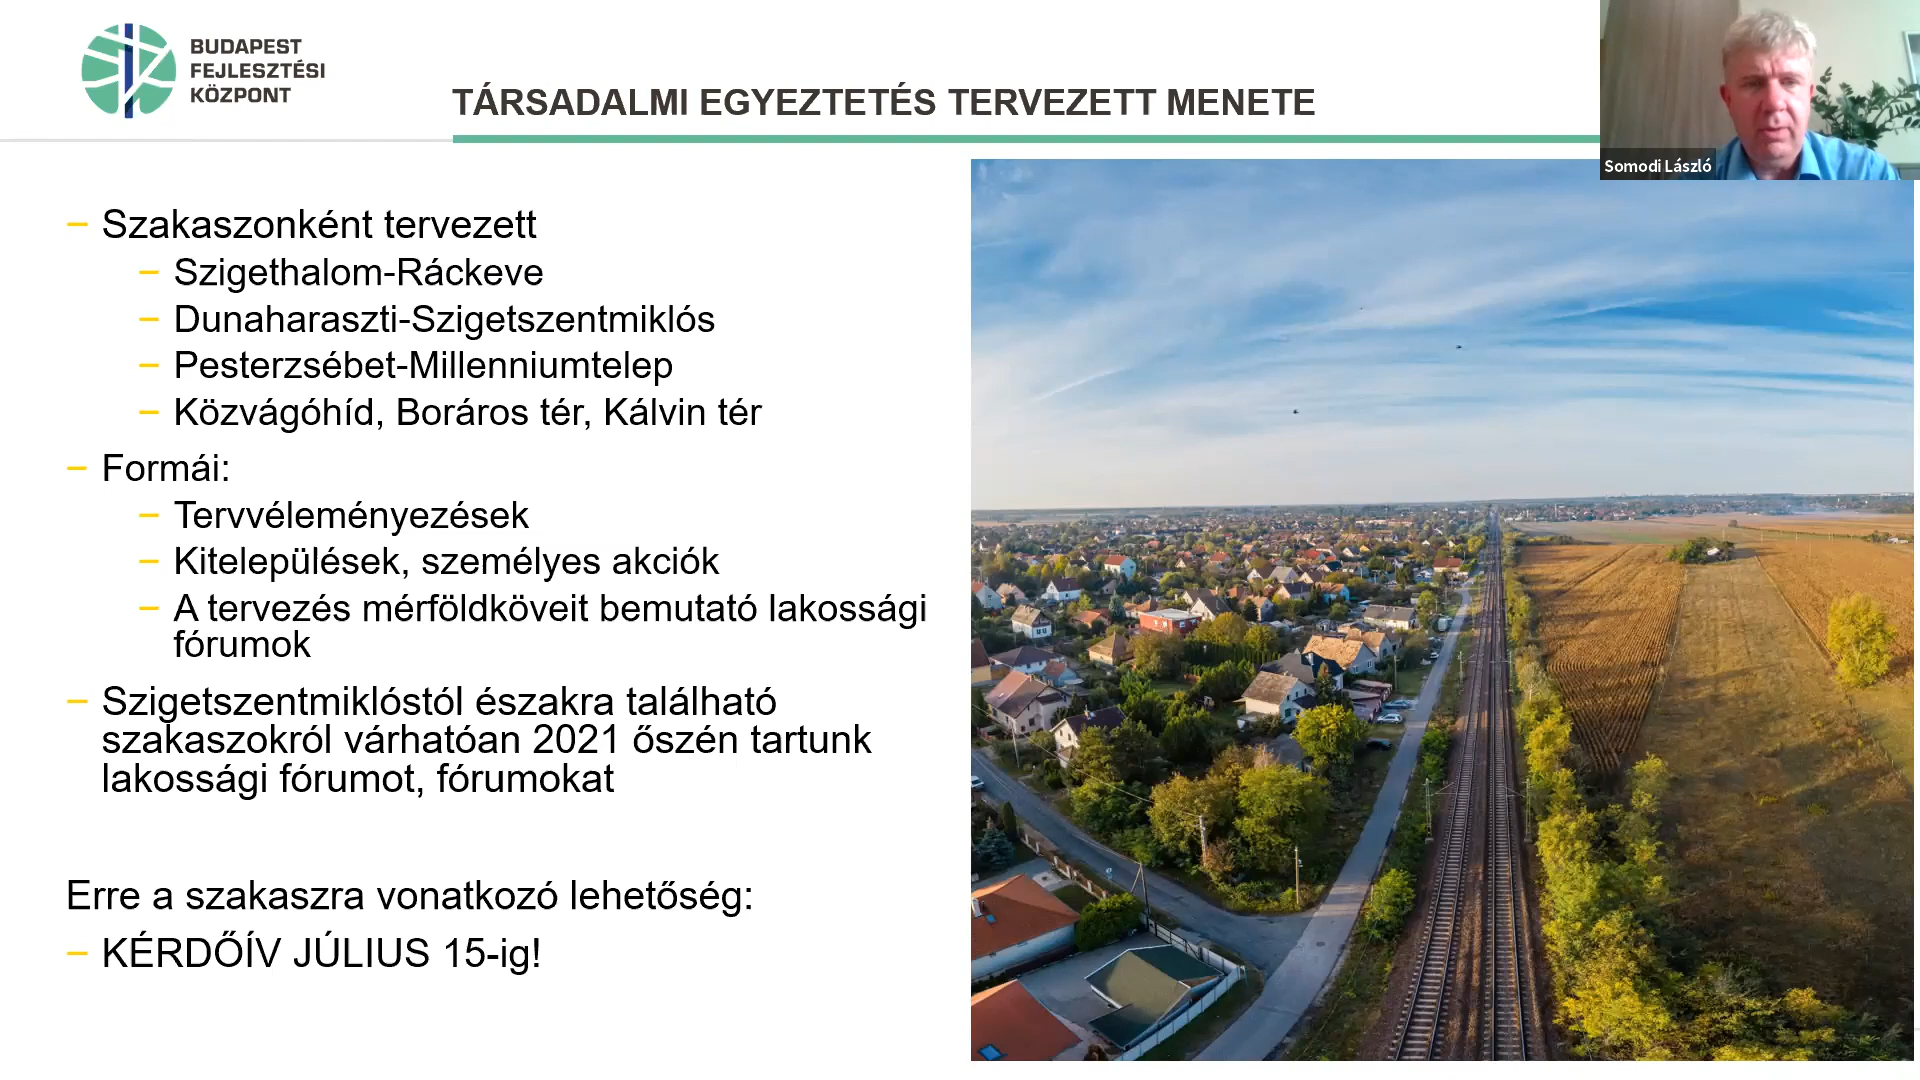 BUDAPEST
FEJLESZTÉSI
KÖZPONT
TÁRSADALMI EGYEZTETÉS TERVEZETT MENETE
Somodi László
– Szakaszonként tervezett
– Szigethalom-Ráckeve
– Dunaharaszti-Szigetszentmiklós
– Pesterzsébet-Millenniumtelep
– Közvágóhíd, Boráros tér, Kálvin tér
– Formái:
– Tervvéleményezések
– Kitelepülések, személyes akciók
– A tervezés mérföldköveit bemutató lakossági
fórumok
– Szigetszentmiklóstól északra található
szakaszokról várhatóan 2021 őszén tartunk
lakossági fórumot, fórumokat
Erre a szakaszra vonatkozó lehetőség:
– KÉRDŐÍV JÚLIUS 15-ig!